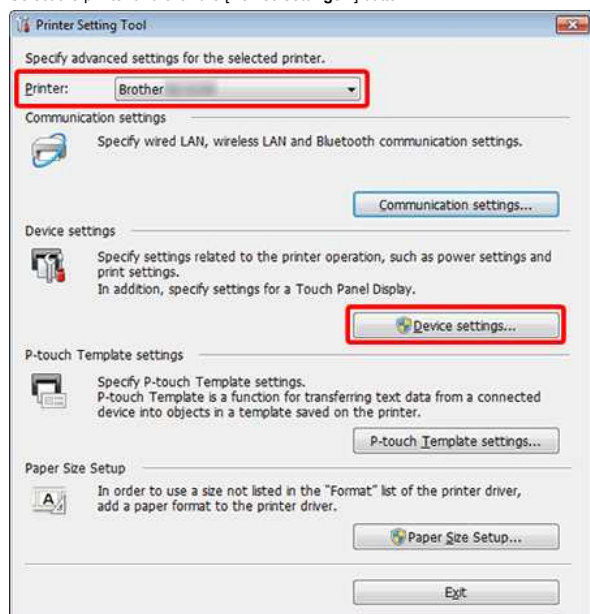 Printer Setting Tool
Specify advanced settings for the selected printer.
Printer: Brother
Communication settings
Specify wired LAN, wireless LAN and Bluetooth communication settings.
Communication settings...
Device settings
Specify settings related to the printer operation, such as power settings and
print settings.
In addition, specify settings for a Touch Panel Display.
Device settings...
P-touch Template settings
Specify P-touch Template settings.
P-touch Template is a function for transferring text data from a connected
device into objects in a template saved on the printer.
P-touch Template settings...
Paper Size Setup
In order to use a size not listed in the "Format" list of the printer driver,
add a paper format to the printer driver.
A
Paper Size Setup...
Exit